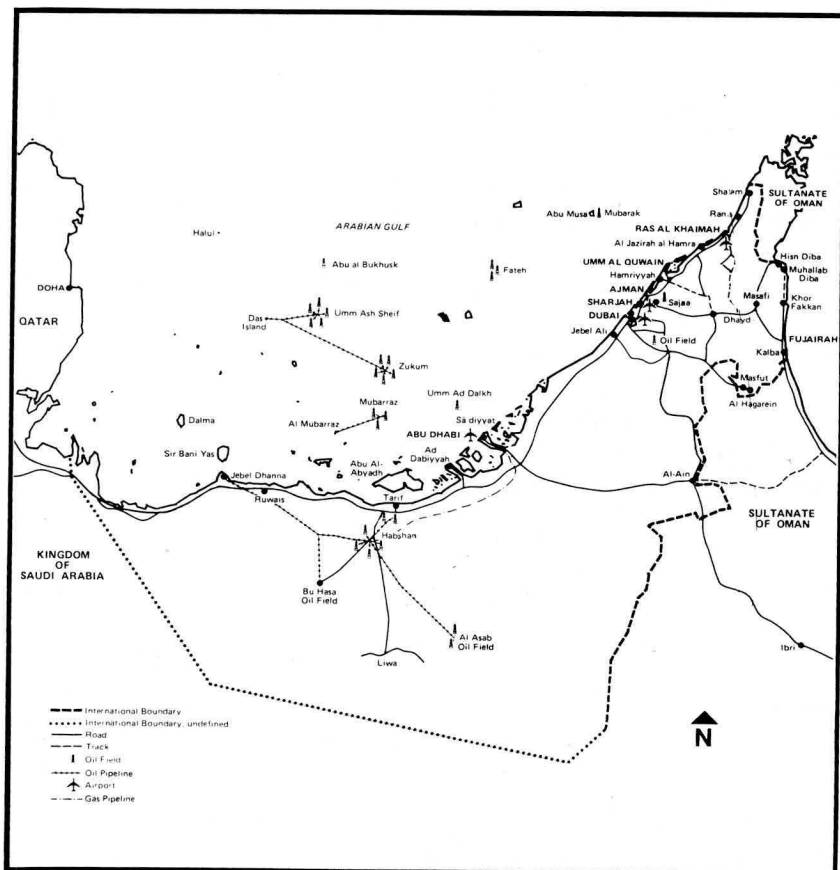 SULTANATE
OF OMAN
Shalam
Rams
Abu Musa
Mubarak
RAS AL KHAIMAH
ARABIAN GULF
Halul
Al Jazirah al Hamra
Abu al Bukhusk
Fateh
UMM AL QUWAIN
Hisn Diba
Muhallab
Diba
Hamriyyah
DOHA
AJMAN
QATAR
Das
Island
Umm Ash Sheif
SHARJAH
Sajaa
Masafi
Khor
Fakkan
DUBAI
Dhayd
Jebel Ali
Oil Field
FUJAIRAH
Kalba
Zukum
Masfut
Al Hagarein
Mubarraz
Umm Ad Dalkh
Dalma
Al Mubarraz
Sa diyyat
ABU DHABI
Sir Bani Yas
Abu Al-
Abyadh
Ad
Dabiyyah
Jebel Dhanna
Ruwais
Tarif
Al-Ain
SULTANATE
OF OMAN
Habshan
KINGDOM
OF
SAUDI ARABIA
Bu Hasa
Oil Field
Al Asab
Oil Field
Liwa
Ibri
International Boundary
International Boundary, undefined
Road
Track
Oil Field
Oil Pipeline
Airport
Gas Pipeline
N